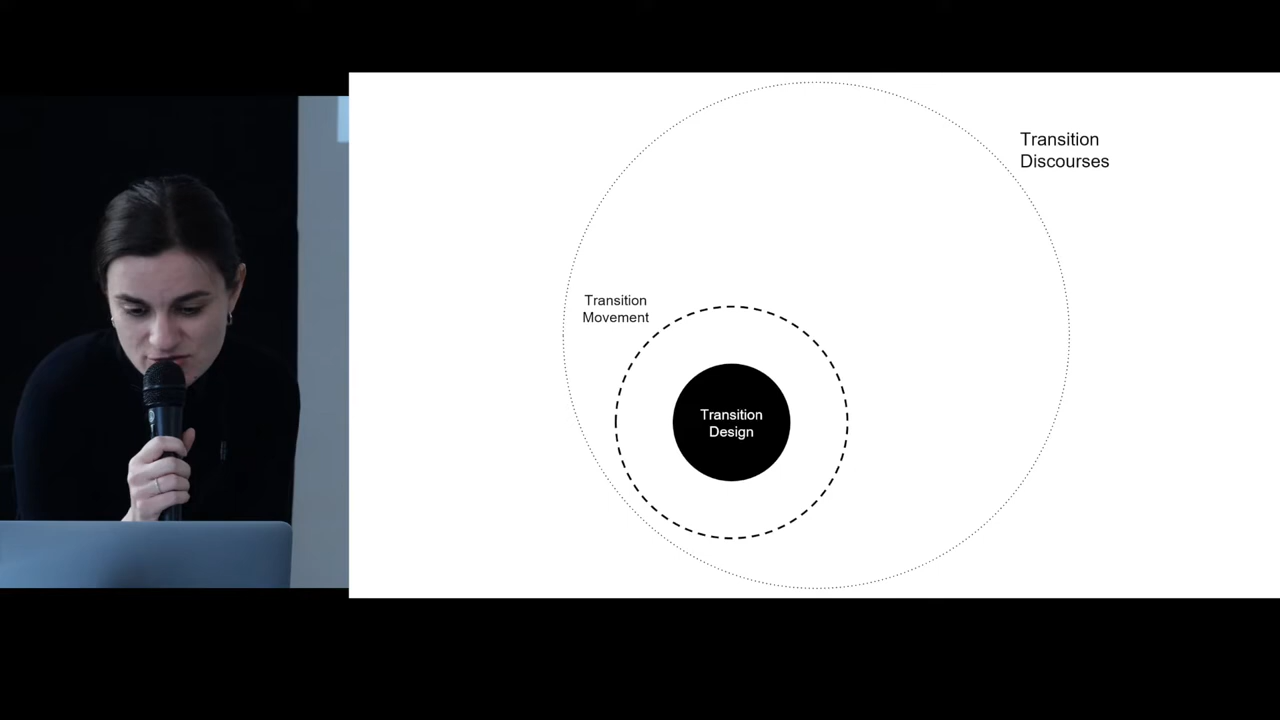 Transition
Discourses
Transition
Movement
Transition
Design